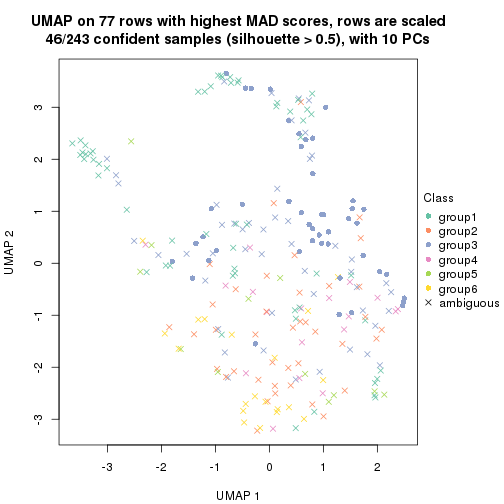 UMAP on 77 rows with highest MAD scores, rows are scaled
46/243 confident samples (silhouette > 0.5), with 10 PCs
3
2
1
0
-1
-2
-3
UMAP 2
-3 -2 -1 0 1 2
UMAP 1
Class
group1
group2
group3
group4
group5
group6
ambiguous